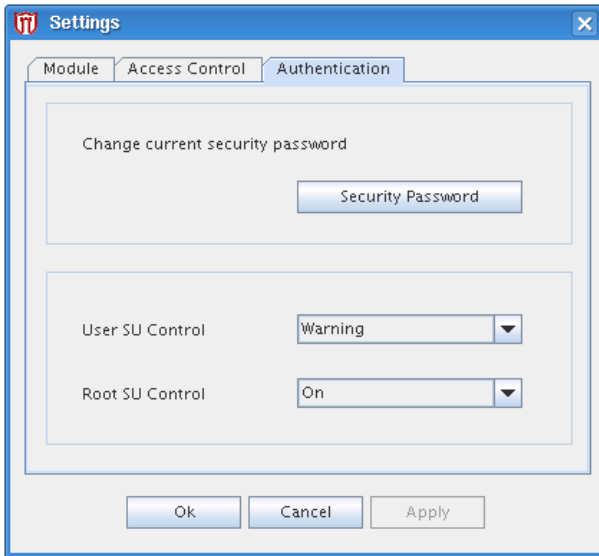 Settings
Module Access Control Authentication
Change current security password
Security Password
User SU Control Warning
Root SU Control On
Ok Cancel Apply